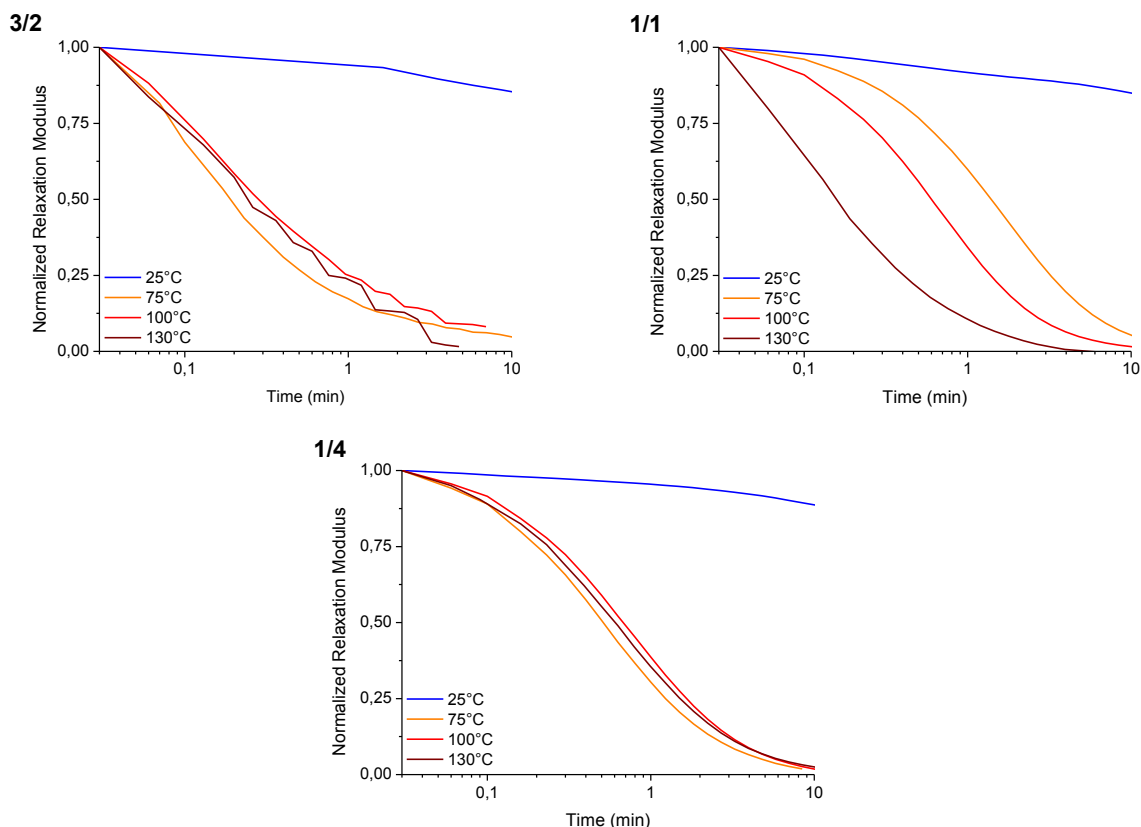 3/2
1,00
0,75
0,50
0,25
0,00
Normalized Relaxation Modulus
25°C
75°C
100°C
130°C
0,1
1
10
Time (min)
1/1
1,00
0,75
0,50
0,25
0,00
Normalized Relaxation Modulus
25°C
75°C
100°C
130°C
0,1
1
10
Time (min)
1/4
1,00
0,75
0,50
0,25
0,00
Normalized Relaxation Modulus
25°C
75°C
100°C
130°C
0,1
1
10
Time (min)